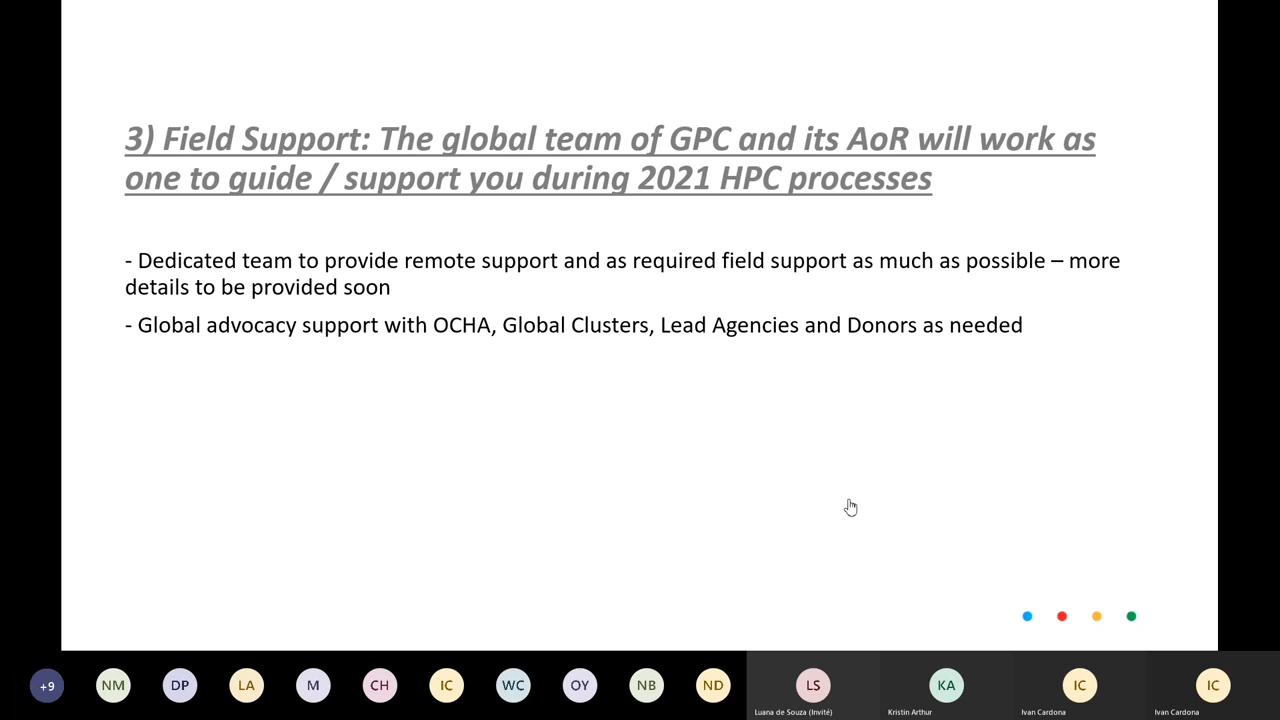 3) Field Support: The global team of GPC and its AoR will work as
one to guide / support you during 2021 HPC processes
- Dedicated team to provide remote support and as required field support as much as possible – more
details to be provided soon
- Global advocacy support with OCHA, Global Clusters, Lead Agencies and Donors as needed
+9 NM DP LA M CH IC WC OY NB ND LS KA IC IC
Luana de Souza (Invité) Kristin Arthur Ivan Cardona Ivan Cardona